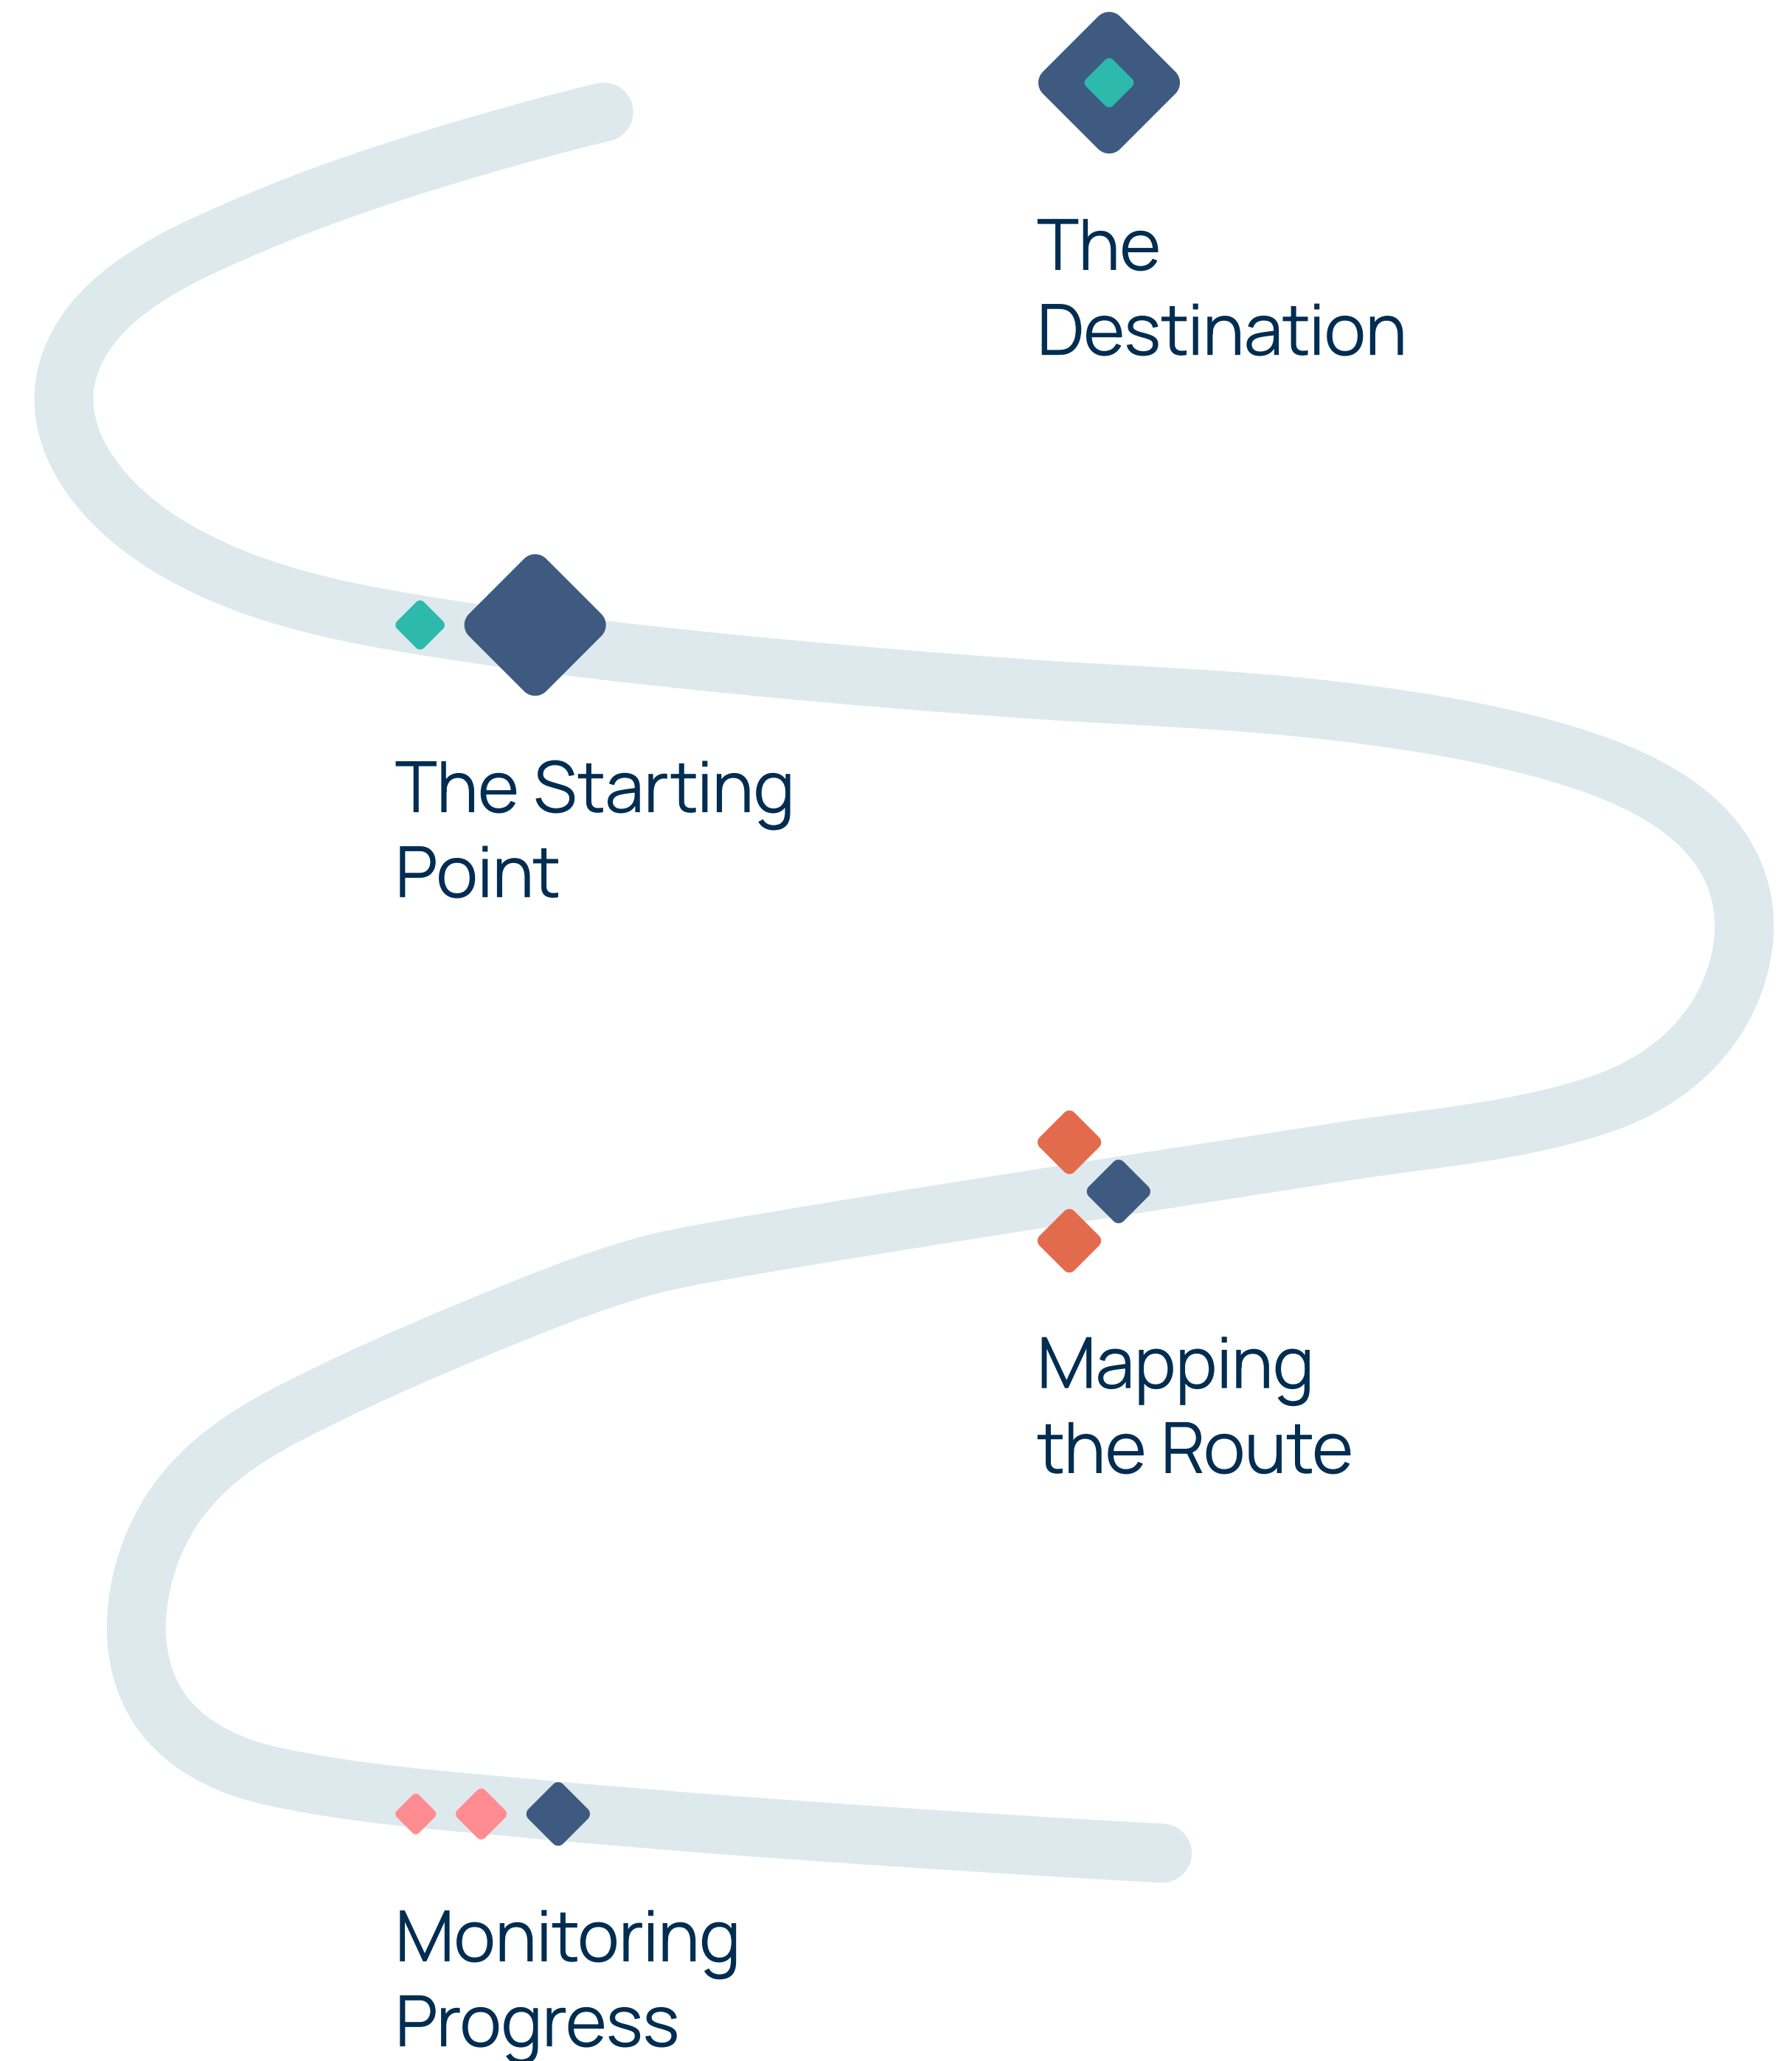 The
Destination
The Starting
Point
Mapping
the Route
Monitoring
Progress